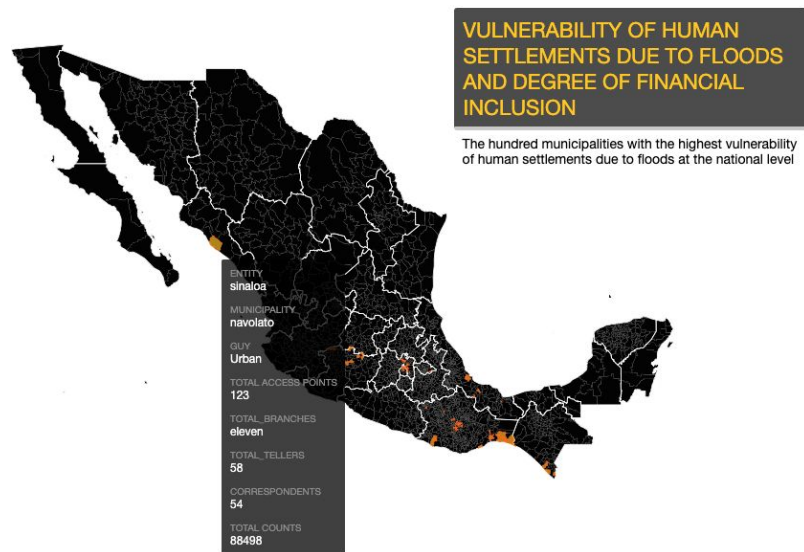 VULNERABILITY OF HUMAN
SETTLEMENTS DUE TO FLOODS
AND DEGREE OF FINANCIAL
INCLUSION
The hundred municipalities with the highest vulnerability
of human settlements due to floods at the national level
ENTITY
sinaloa
MUNICIPALITY
navolato
GUY
Urban
TOTAL ACCESS POINTS
123
TOTAL_BRANCHES
eleven
TOTAL_TELLERS
58
CORRESPONDENTS
54
TOTAL COUNTS
88498